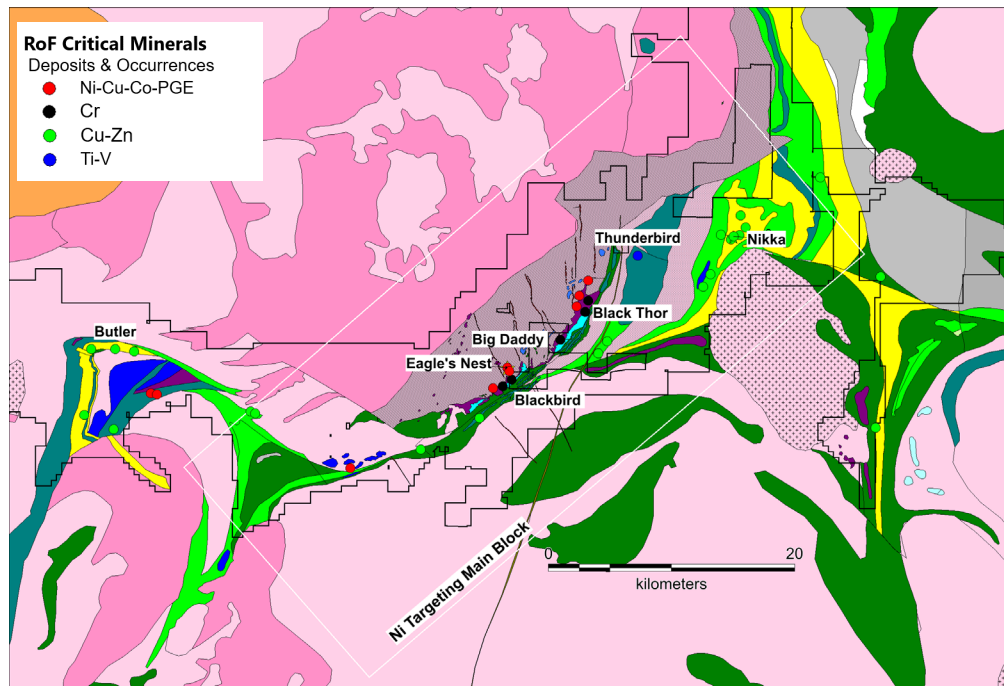 RoF Critical Minerals
Deposits & Occurrences
Ni-Cu-Co-PGE
Cr
Cu-Zn
Ti-V
Thunderbird
Nikka
Black Thor
Butler
Big Daddy
Eagle's Nest
Blackbird
Ni Targeting Main Block
0 20
kilometers